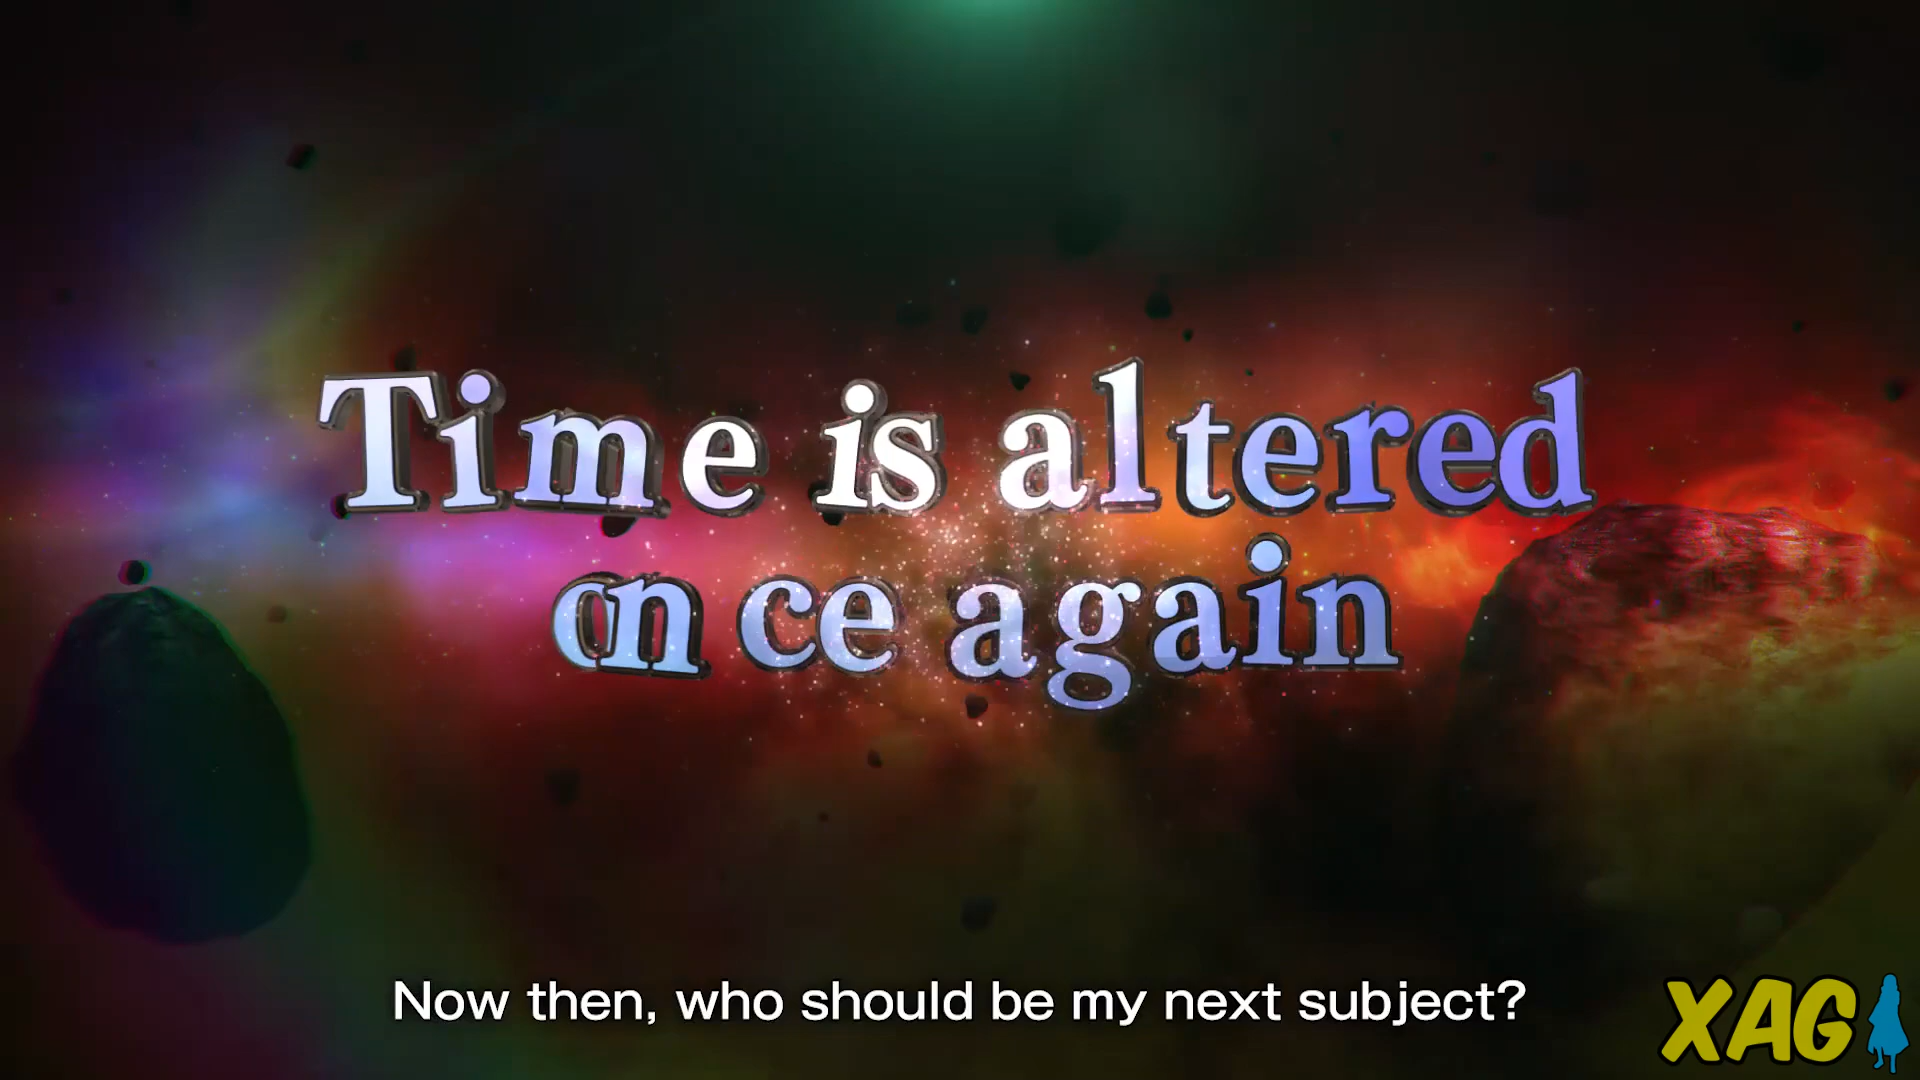 Time is altered
once again
Now then, who should be my next subject?
XAG